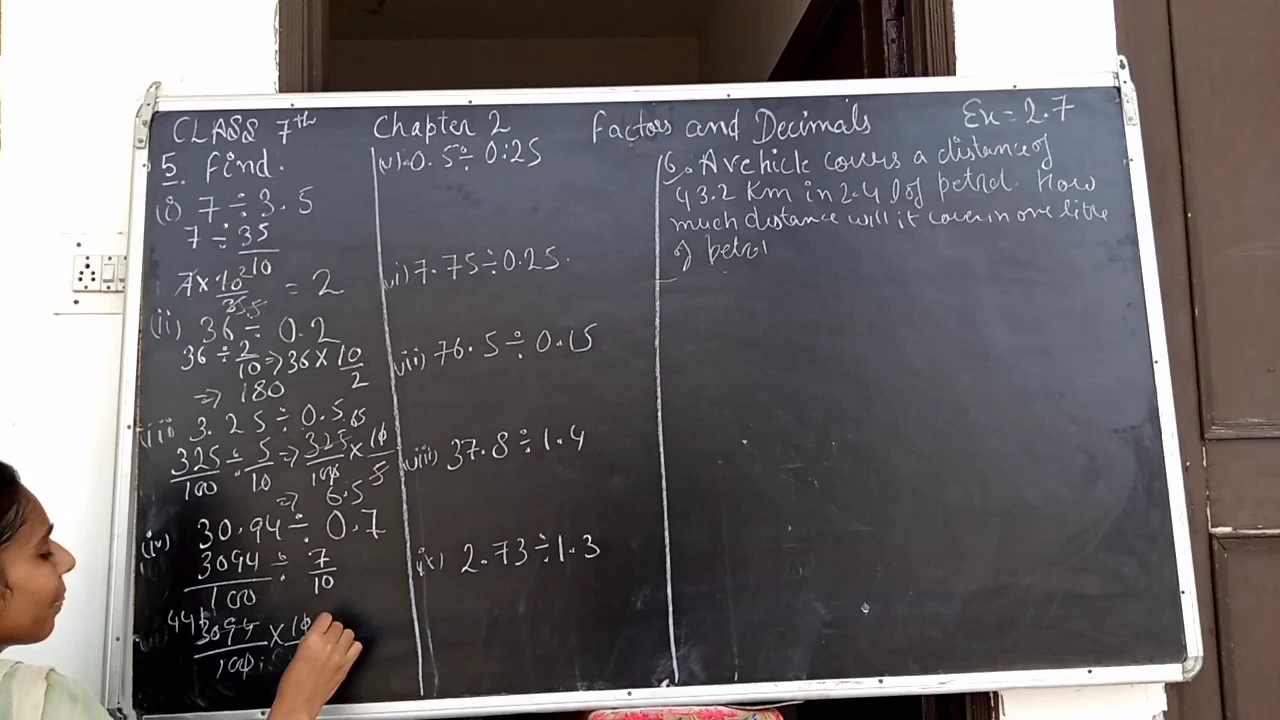 CLASS 7th Chapter 2 Factors and Decimals Ex = 2.7
5. Find:
(i) 7 ÷ 3.5
7 ÷ 35/10
7 × 10/35 = 2
(ii) 36 ÷ 0.2
36 ÷ 2/10 => 36 × 10/2
=> 180
(iii) 3.25 ÷ 0.5
325/100 ÷ 5/10 => 325/100 × 10/5
=> 6.5
(iv) 30.94 ÷ 0.7
3094/100 ÷ 7/10
3094/100 × 10
(v) 0.5 ÷ 0.25
(vi) 7.75 ÷ 0.25.
(vii) 76.5 ÷ 0.15
(viii) 37.8 ÷ 1.4
(ix) 2.73 ÷ 1.3
6. A vehicle covers a distance of
43.2 Km in 2.4 l of petrol. How
much distance will it cover in one litre
of petrol